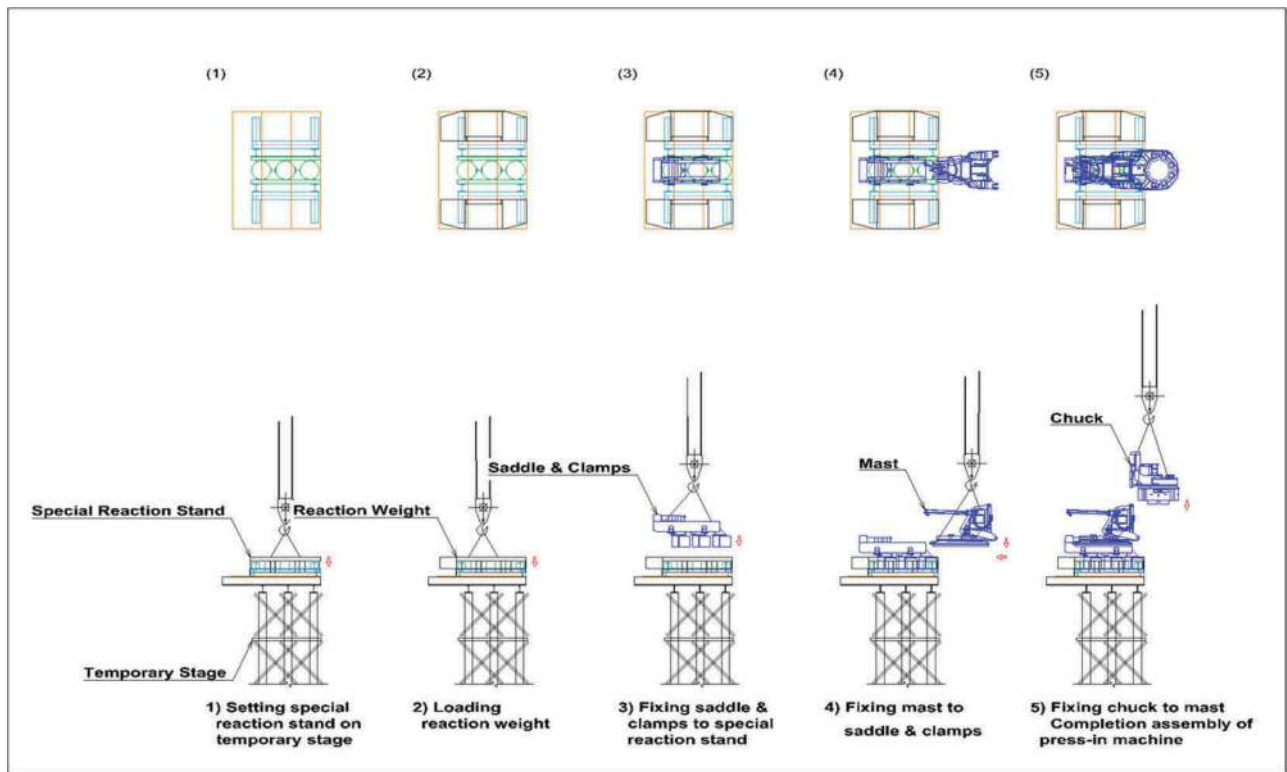 (1)
(2)
(3)
(4)
(5)
Chuck
Saddle & Clamps
Mast
Special Reaction Stand
Reaction Weight
Temporary Stage
1) Setting special
reaction stand on
temporary stage
2) Loading
reaction weight
3) Fixing saddle &
clamps to special
reaction stand
4) Fixing mast to
saddle & clamps
5) Fixing chuck to mast
Completion assembly of
press-in machine